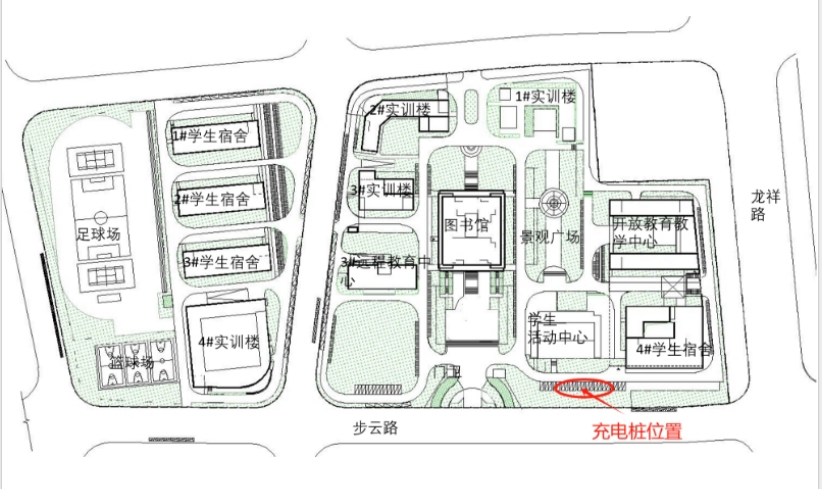 1#实训楼
2#实训楼
1#学生宿舍
3#实训楼
2#学生宿舍
龙祥
路
足球场
图书馆
景观广场
开放教育教
学中心
3#学生宿舍
3#远程教育中
心
学生
活动中心
4#实训楼
4#学生宿舍
篮球场
步云路
充电桩位置